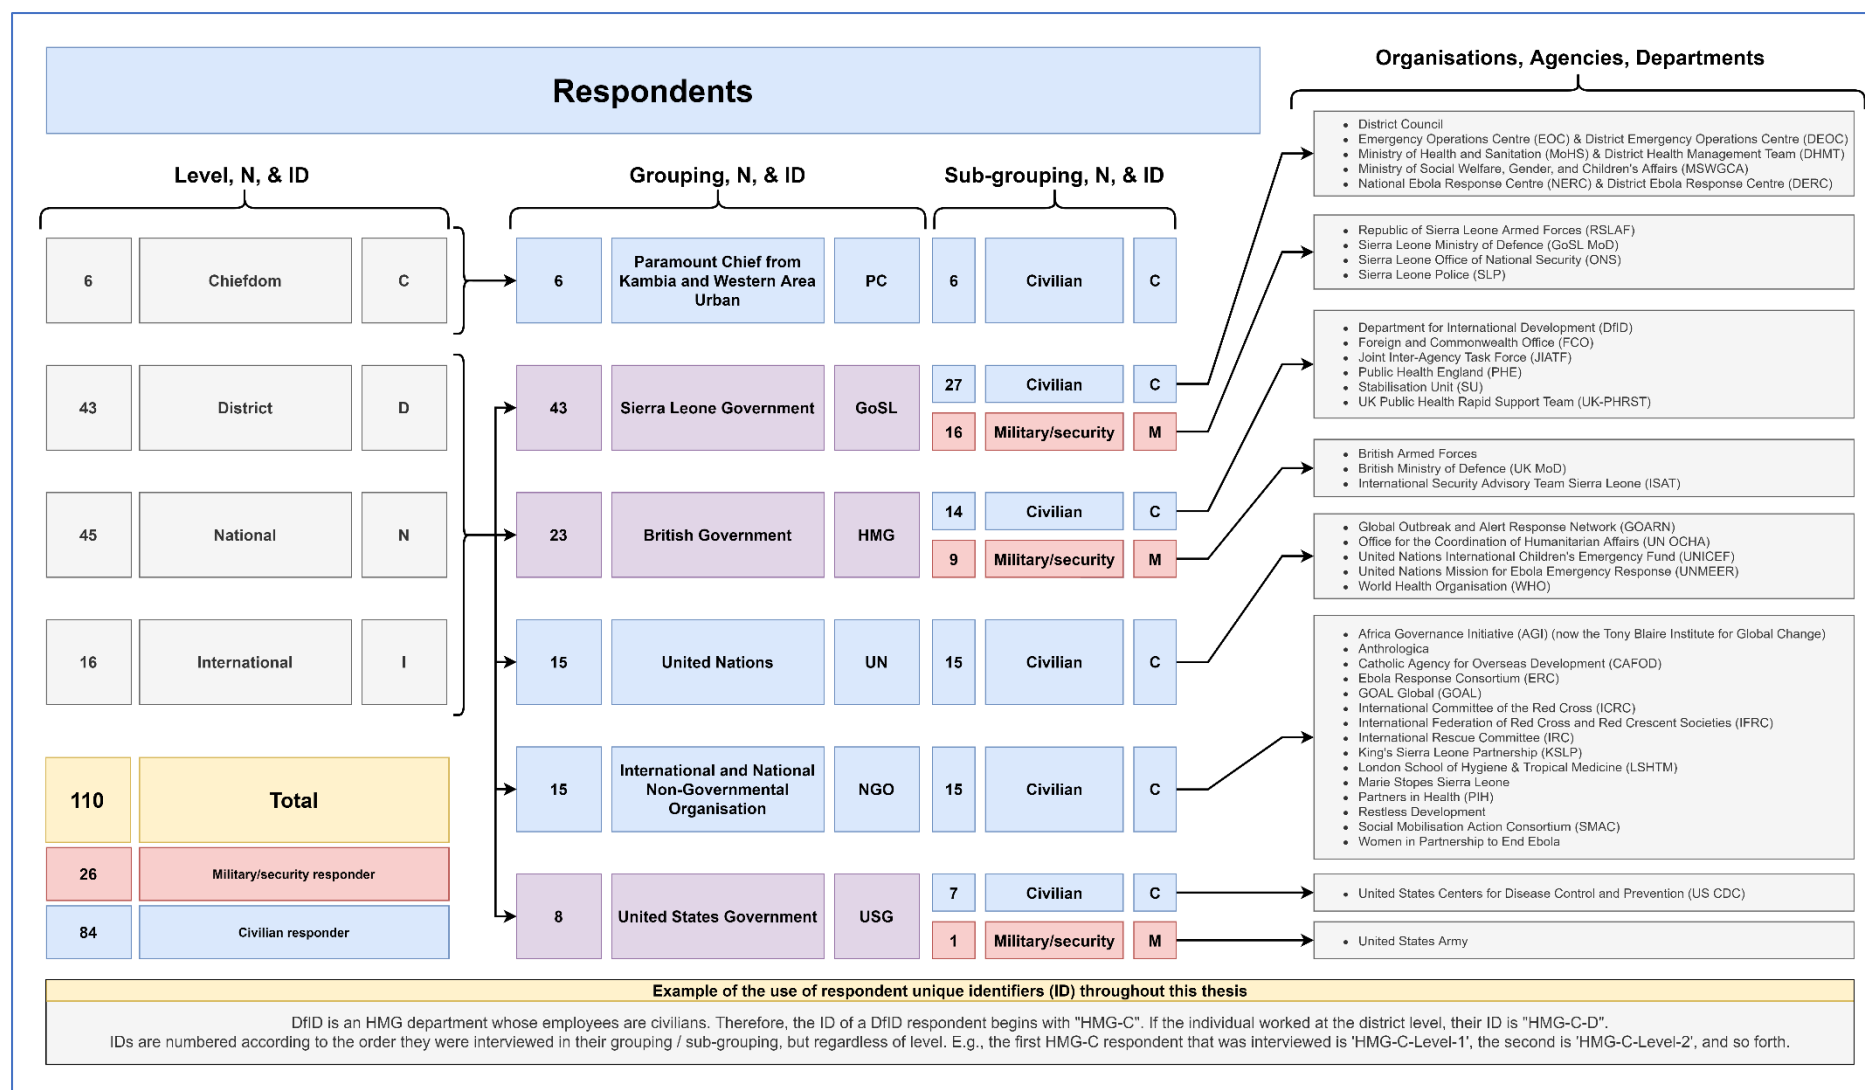 Respondents
Organisations, Agencies, Departments
Level, N, & ID
Grouping, N, & ID
Sub-grouping, N, & ID
6
Chiefdom
C
6
Paramount Chief from
Kambia and Western Area
Urban
PC
6
Civilian
C
43
District
D
43
Sierra Leone Government
GoSL
27
Civilian
C
16
Military/security
M
45
National
N
23
British Government
HMG
14
Civilian
C
9
Military/security
M
16
International
I
15
United Nations
UN
15
Civilian
C
15
International and National
Non-Governmental
Organisation
NGO
15
Civilian
C
8
United States Government
USG
7
Civilian
C
1
Military/security
M
110
Total
26
Military/security responder
84
Civilian responder
• District Council
• Emergency Operations Centre (EOC) & District Emergency Operations Centre (DEOC)
• Ministry of Health and Sanitation (MoHS) & District Health Management Team (DHMT)
• Ministry of Social Welfare, Gender, and Children's Affairs (MSWGCA)
• National Ebola Response Centre (NERC) & District Ebola Response Centre (DERC)
• Republic of Sierra Leone Armed Forces (RSLAF)
• Sierra Leone Ministry of Defence (GoSL MoD)
• Sierra Leone Office of National Security (ONS)
• Sierra Leone Police (SLP)
• Department for International Development (DfID)
• Foreign and Commonwealth Office (FCO)
• Joint Inter-Agency Task Force (JIATF)
• Public Health England (PHE)
• Stabilisation Unit (SU)
• UK Public Health Rapid Support Team (UK-PHRST)
• British Armed Forces
• British Ministry of Defence (UK MoD)
• International Security Advisory Team Sierra Leone (ISAT)
• Global Outbreak and Alert Response Network (GOARN)
• Office for the Coordination of Humanitarian Affairs (UN OCHA)
• United Nations International Children's Emergency Fund (UNICEF)
• United Nations Mission for Ebola Emergency Response (UNMEER)
• World Health Organisation (WHO)
• Africa Governance Initiative (AGI) (now the Tony Blaire Institute for Global Change)
• Anthrologica
• Catholic Agency for Overseas Development (CAFOD)
• Ebola Response Consortium (ERC)
• GOAL Global (GOAL)
• International Committee of the Red Cross (ICRC)
• International Federation of Red Cross and Red Crescent Societies (IFRC)
• International Rescue Committee (IRC)
• King's Sierra Leone Partnership (KSLP)
• London School of Hygiene & Tropical Medicine (LSHTM)
• Marie Stopes Sierra Leone
• Partners in Health (PIH)
• Restless Development
• Social Mobilisation Action Consortium (SMAC)
• Women in Partnership to End Ebola
• United States Centers for Disease Control and Prevention (US CDC)
• United States Army
Example of the use of respondent unique identifiers (ID) throughout this thesis
DfID is an HMG department whose employees are civilians. Therefore, the ID of a DfID respondent begins with "HMG-C". If the individual worked at the district level, their ID is "HMG-C-D".
IDs are numbered according to the order they were interviewed in their grouping / sub-grouping, but regardless of level. E.g., the first HMG-C respondent that was interviewed is 'HMG-C-Level-1', the second is 'HMG-C-Level-2', and so forth.